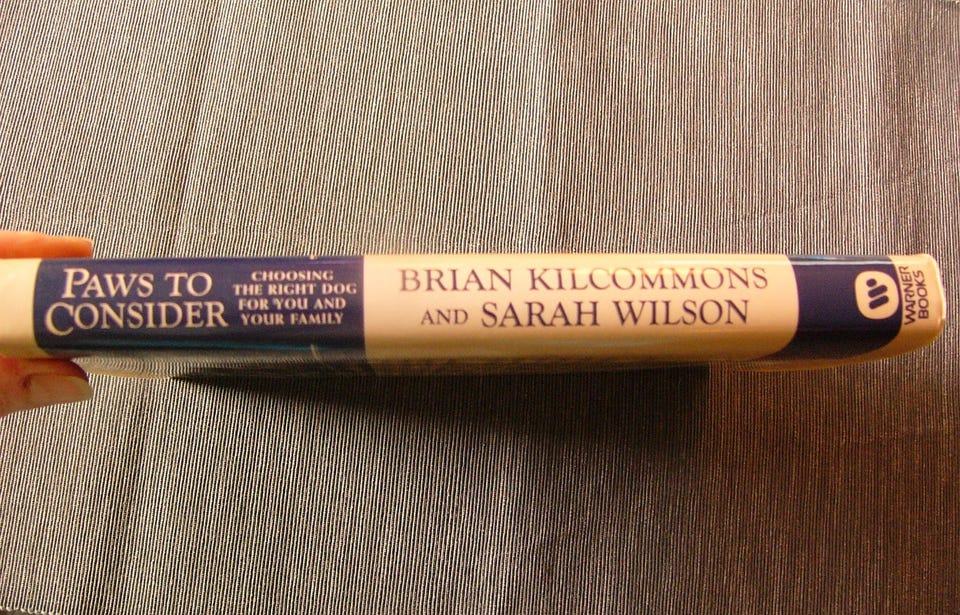 PAWS TO
CONSIDER
CHOOSING
THE RIGHT DOG
FOR YOU AND
YOUR FAMILY
BRIAN KILCOMMONS
AND SARAH WILSON
WARNER
BOOKS